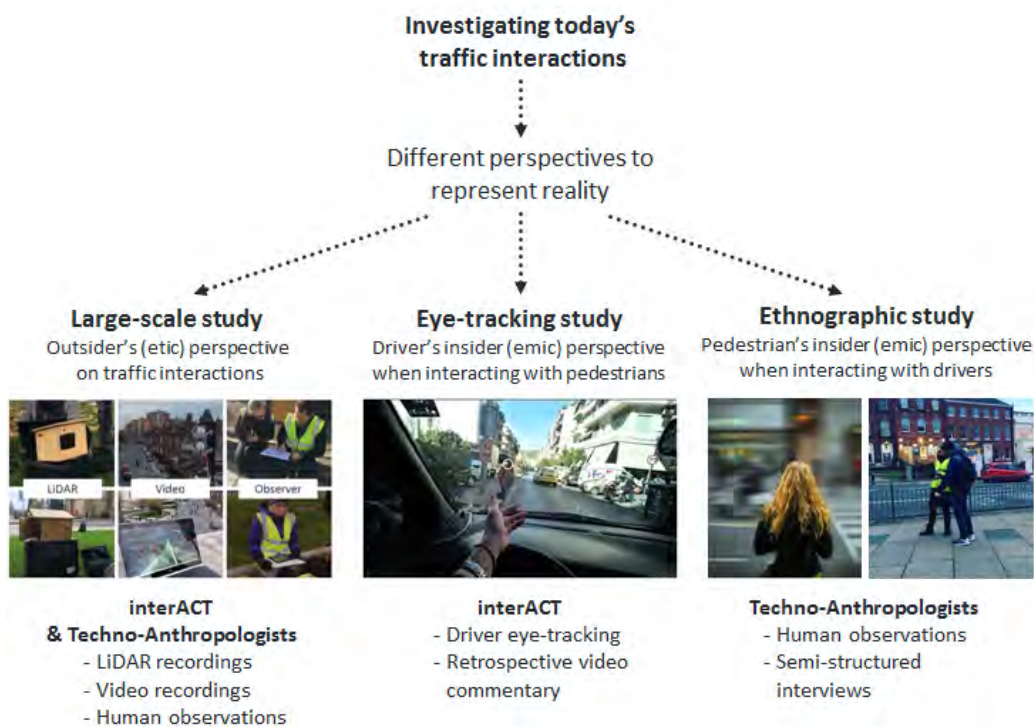 Investigating today's
traffic interactions
Different perspectives to
represent reality
Large-scale study
Outsider's (etic) perspective
on traffic interactions
LiDAR
Video
Observer
interACT
& Techno-Anthropologists
- LiDAR recordings
- Video recordings
- Human observations
Eye-tracking study
Driver's insider (emic) perspective
when interacting with pedestrians
interACT
- Driver eye-tracking
- Retrospective video
commentary
Ethnographic study
Pedestrian's insider (emic) perspective
when interacting with drivers
Techno-Anthropologists
- Human observations
- Semi-structured
interviews